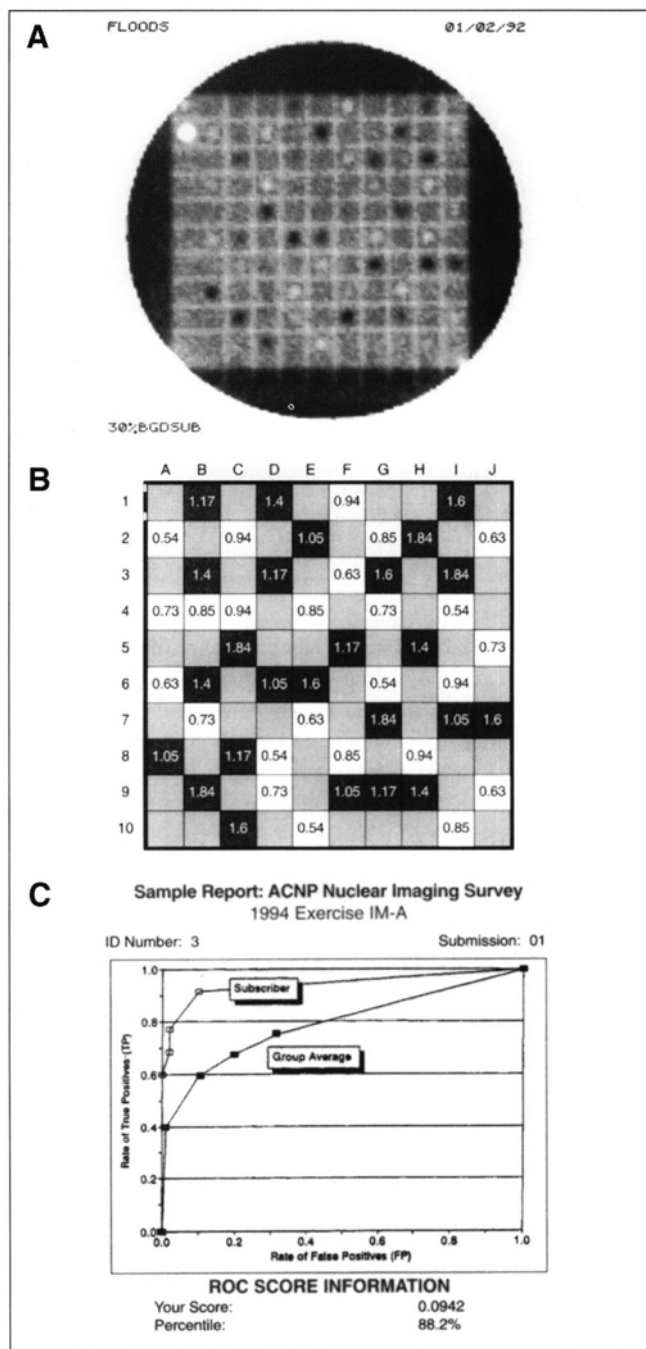 A
FLOODS 01/02/92
30%BGDSUB
B
A B C D E F G H I J
1 1.17 1.4 0.94 1.6
2 0.54 0.94 1.05 0.85 1.84 0.63
3 1.4 1.17 0.63 1.6 1.84
4 0.73 0.85 0.94 0.85 0.73 0.54
5 1.84 1.17 1.4 0.73
6 0.63 1.4 1.05 1.6 0.54 0.94
7 0.73 0.63 1.84 1.05 1.6
8 1.05 1.17 0.54 0.85 0.94
9 1.84 0.73 1.05 1.17 1.4 0.63
10 1.6 0.54 0.85
C
Sample Report: ACNP Nuclear Imaging Survey
1994 Exercise IM-A
ID Number: 3 Submission: 01
Rate of True Positives (TP)
1.0
0.8
0.6
0.4
0.2
0.0
Subscriber
Group Average
0.0 0.2 0.4 0.6 0.8 1.0
Rate of False Positives (FP)
ROC SCORE INFORMATION
Your Score: 0.0942
Percentile: 88.2%